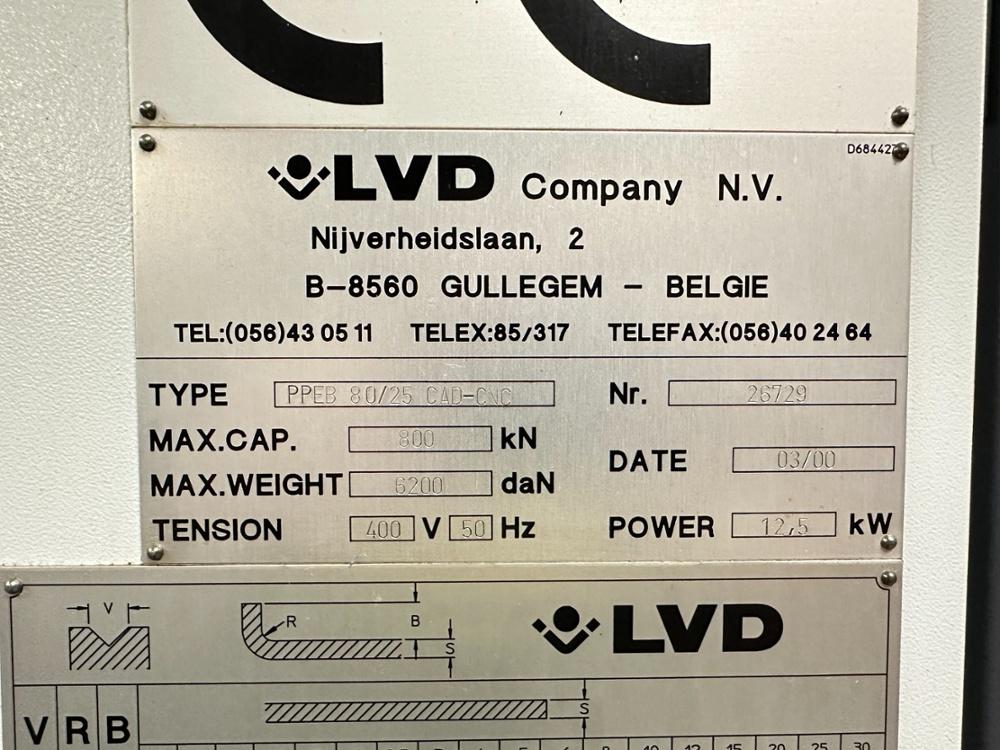 CE
D68442
LVD Company N.V.
Nijverheidslaan, 2
B-8560 GULLEGEM - BELGIE
TEL:(056)43 05 11 TELEX:85/317 TELEFAX:(056)40 24 64
TYPE PPEB 80/25 CAD-CNC Nr. 26729
MAX.CAP. 800 kN
DATE 03/00
MAX.WEIGHT 6200 daN
TENSION 400 V 50 Hz POWER 12,5 kW
V R B S
LVD
S
V R B
8 10 12 15 20 25 30